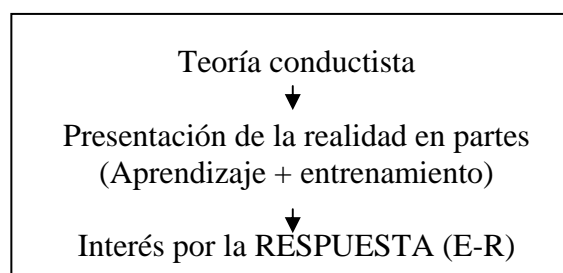 Teoría conductista
Presentación de la realidad en partes
(Aprendizaje + entrenamiento)
Interés por la RESPUESTA (E-R)